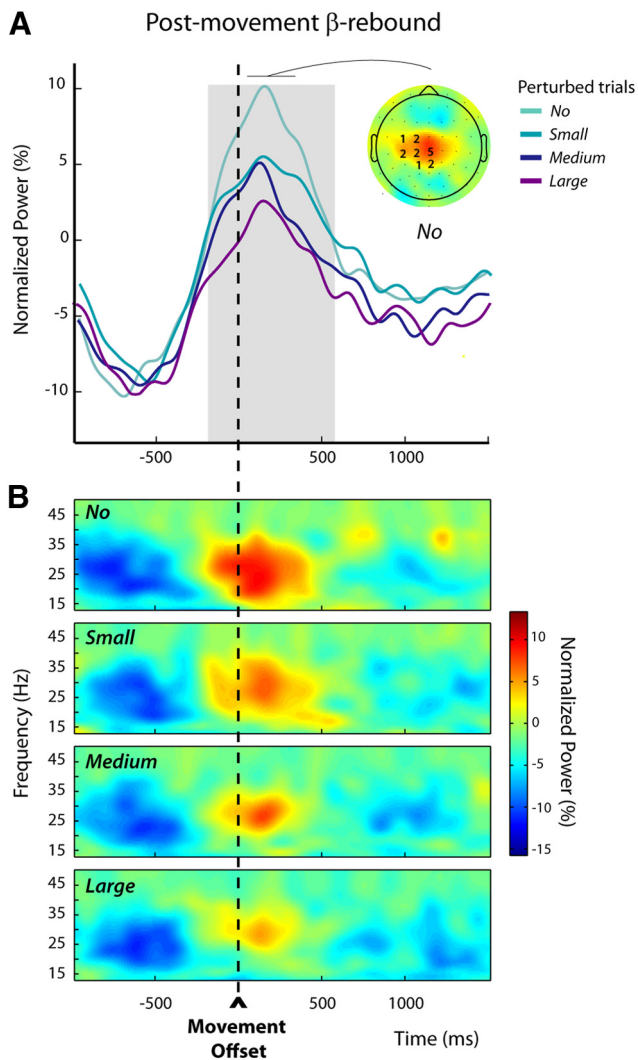 A
Post-movement β-rebound
Normalized Power (%)
10
5
0
-5
-10
-500
500
1000
1 2
2 2 5
1 2
No
Perturbed trials
No
Small
Medium
Large
B
Frequency (Hz)
No
45
35
25
15
Small
45
35
25
15
Medium
45
35
25
15
Large
45
35
25
15
-500
500
1000
Movement
Offset
Time (ms)
10
5
0
-5
-10
-15
Normalized Power (%)